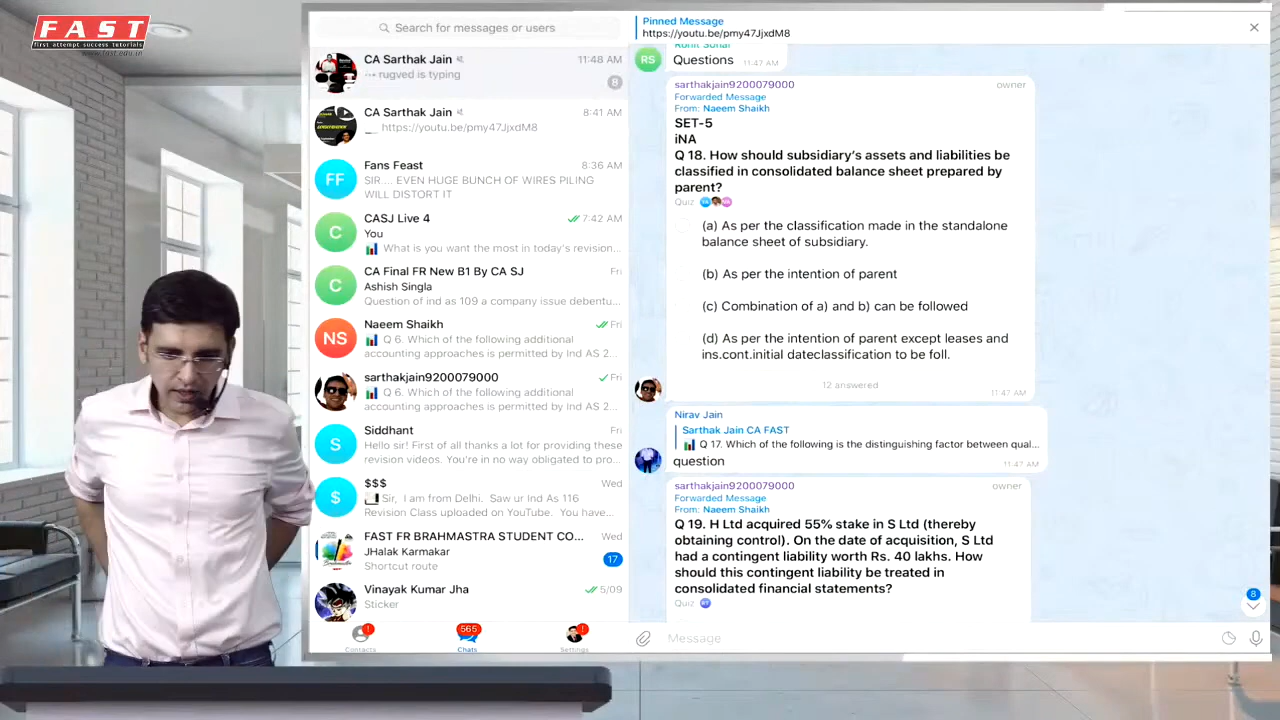 FAST
first attempt success tutorials
www.fast.edu.in
Search for messages or users
CA Sarthak Jain
11:48 AM
rugved is typing
8
CA Sarthak Jain
8:41 AM
https://youtu.be/pmy47JjxdM8
FF
Fans Feast
8:36 AM
SIR.... EVEN HUGE BUNCH OF WIRES PILING
WILL DISTORT IT
C
CASJ Live 4
7:42 AM
You
What is you want the most in today's revision...
C
CA Final FR New B1 By CA SJ
Fri
Ashish Singla
Question of ind as 109 a company issue debentu...
NS
Naeem Shaikh
Fri
Q 6. Which of the following additional
accounting approaches is permitted by Ind AS 2...
sarthakjain9200079000
Fri
Q 6. Which of the following additional
accounting approaches is permitted by Ind AS 2...
S
Siddhant
Fri
Hello sir! First of all thanks a lot for providing these
revision videos. You're in no way obligated to pro...
$
$$$
Wed
Sir, I am from Delhi. Saw ur Ind As 116
Revision Class uploaded on YouTube. You have...
FAST FR BRAHMASTRA STUDENT CO...
Wed
JHalak Karmakar
Shortcut route
17
Vinayak Kumar Jha
5/09
Sticker
Contacts
565
Chats
Settings
Pinned Message
https://youtu.be/pmy47JjxdM8
Rohit Sonar
RS
Questions
11:47 AM
sarthakjain9200079000
owner
Forwarded Message
From: Naeem Shaikh
SET-5
iNA
Q 18. How should subsidiary's assets and liabilities be
classified in consolidated balance sheet prepared by
parent?
Quiz
(a) As per the classification made in the standalone
balance sheet of subsidiary.
(b) As per the intention of parent
(c) Combination of a) and b) can be followed
(d) As per the intention of parent except leases and
ins.cont.initial dateclassification to be foll.
12 answered
11:47 AM
Nirav Jain
Sarthak Jain CA FAST
Q 17. Which of the following is the distinguishing factor between qual...
question
11:47 AM
sarthakjain9200079000
owner
Forwarded Message
From: Naeem Shaikh
Q 19. H Ltd acquired 55% stake in S Ltd (thereby
obtaining control). On the date of acquisition, S Ltd
had a contingent liability worth Rs. 40 lakhs. How
should this contingent liability be treated in
consolidated financial statements?
Quiz
8
Message